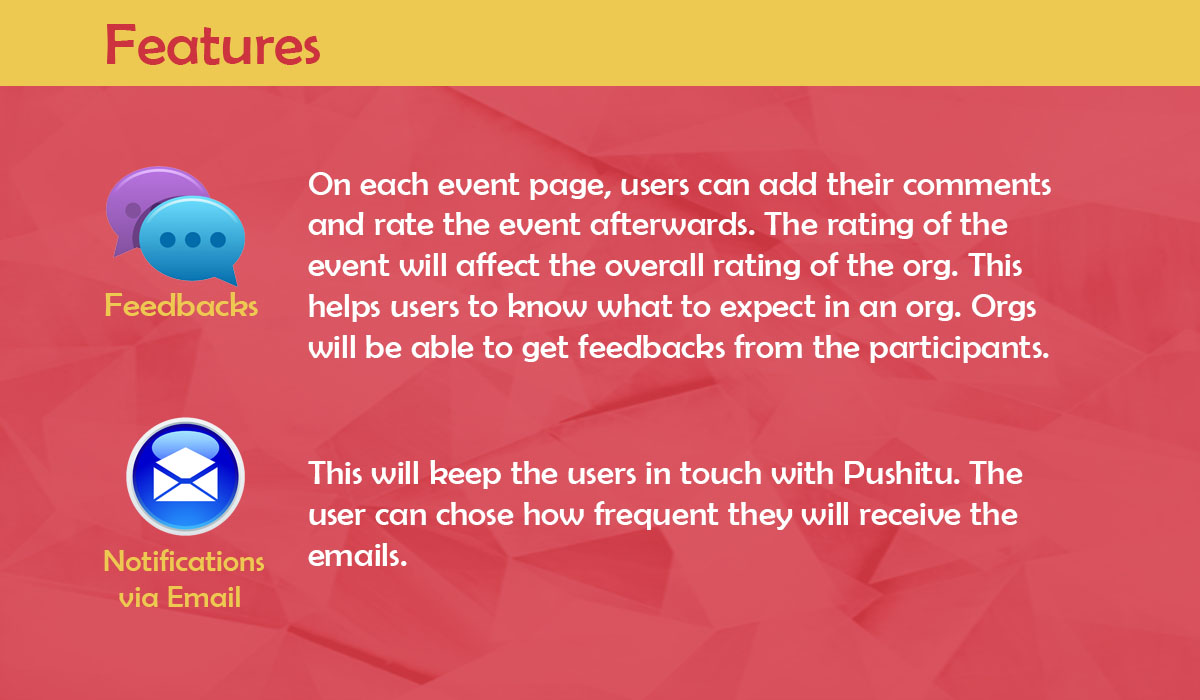 Features
On each event page, users can add their comments
and rate the event afterwards. The rating of the
event will affect the overall rating of the org. This
helps users to know what to expect in an org. Orgs
will be able to get feedbacks from the participants.
Feedbacks
This will keep the users in touch with Pushitu. The
user can chose how frequent they will receive the
emails.
Notifications
via Email